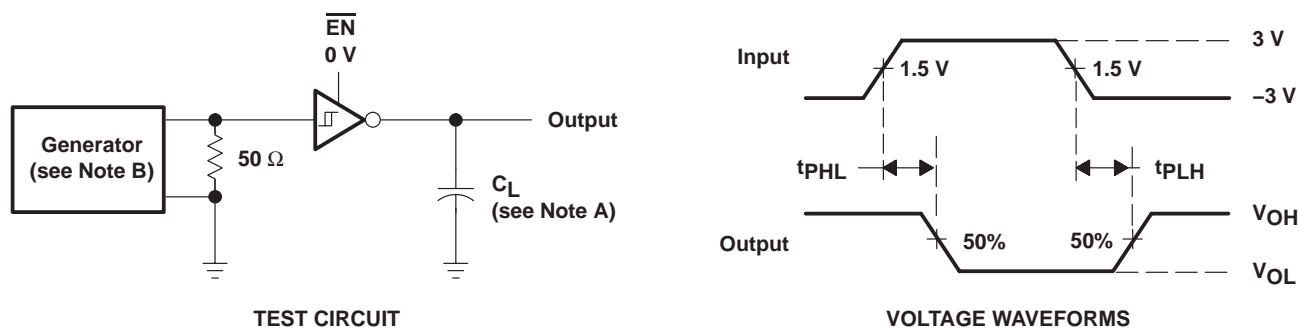 EN
0 V
Generator
(see Note B)
50 Ω
Output
CL
(see Note A)
TEST CIRCUIT
Input
1.5 V
1.5 V
3 V
–3 V
tPHL
tPLH
Output
50%
50%
VOH
VOL
VOLTAGE WAVEFORMS